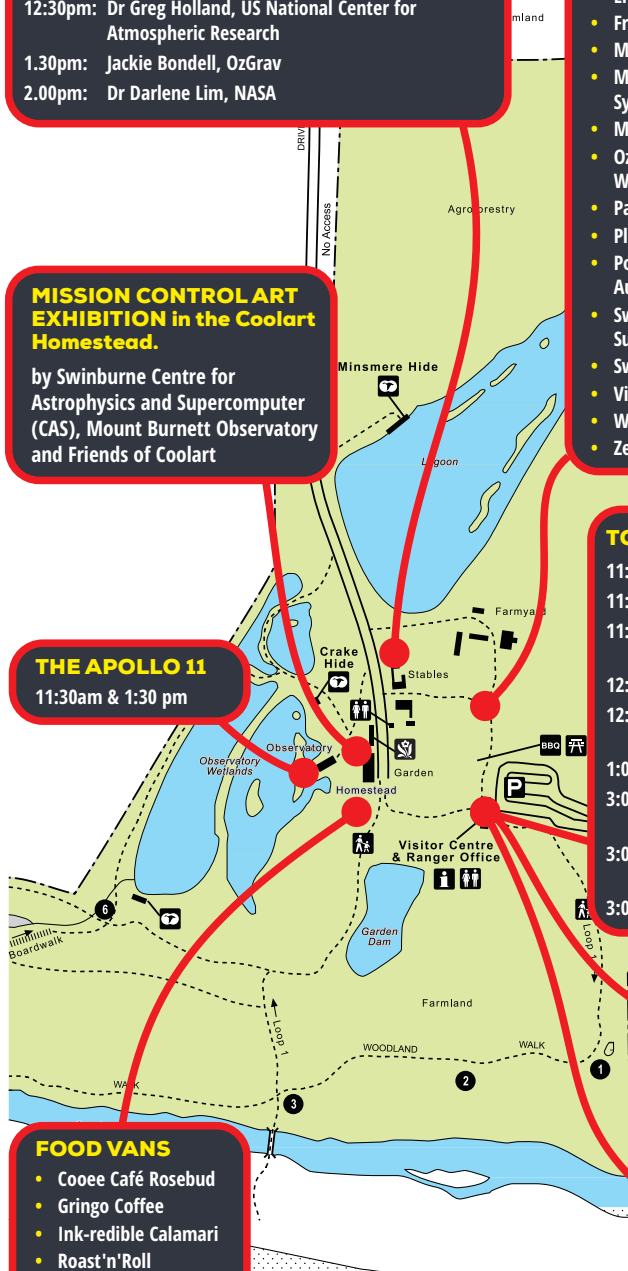 12:30pm: Dr Greg Holland, US National Center for
Atmospheric Research
1.30pm: Jackie Bondell, OzGrav
2.00pm: Dr Darlene Lim, NASA
No Access
Agroforestry
MISSION CONTROL ART
EXHIBITION in the Coolart
Homestead.
by Swinburne Centre for
Astrophysics and Supercomputer
(CAS), Mount Burnett Observatory
and Friends of Coolart
Minsmere Hide
Lagoon
Farmyard
THE APOLLO 11
11:30am & 1:30 pm
Crake
Hide
Stables
Observatory
Observatory
Wetlands
Garden
Homestead
BBQ
P
Visitor Centre
& Ranger Office
i
6
Boardwalk
Garden
Dam
Loop 1
Farmland
Loop 1
WOODLAND
WALK
1
2
WALK
3
FOOD VANS
• Cooee Café Rosebud
• Gringo Coffee
• Ink-redible Calamari
• Roast'n'Roll